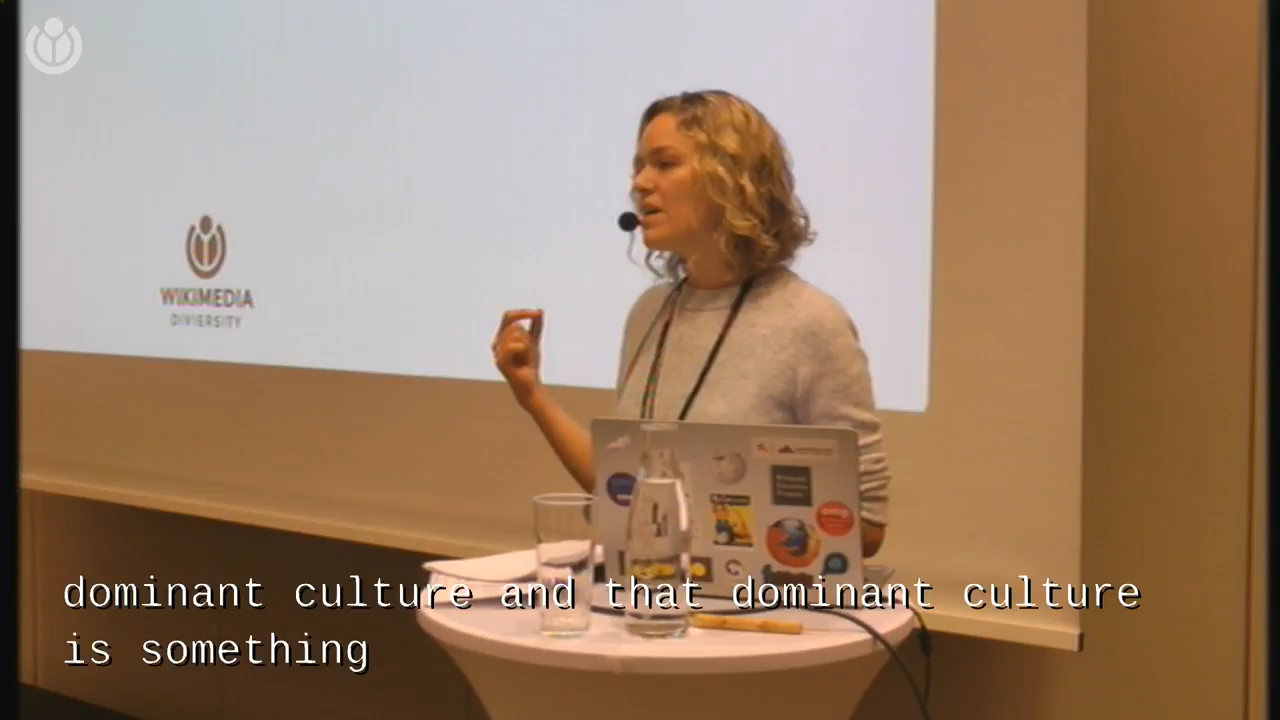 WIKIMEDIA
DIVERSITY
dominant culture and that dominant culture
is something